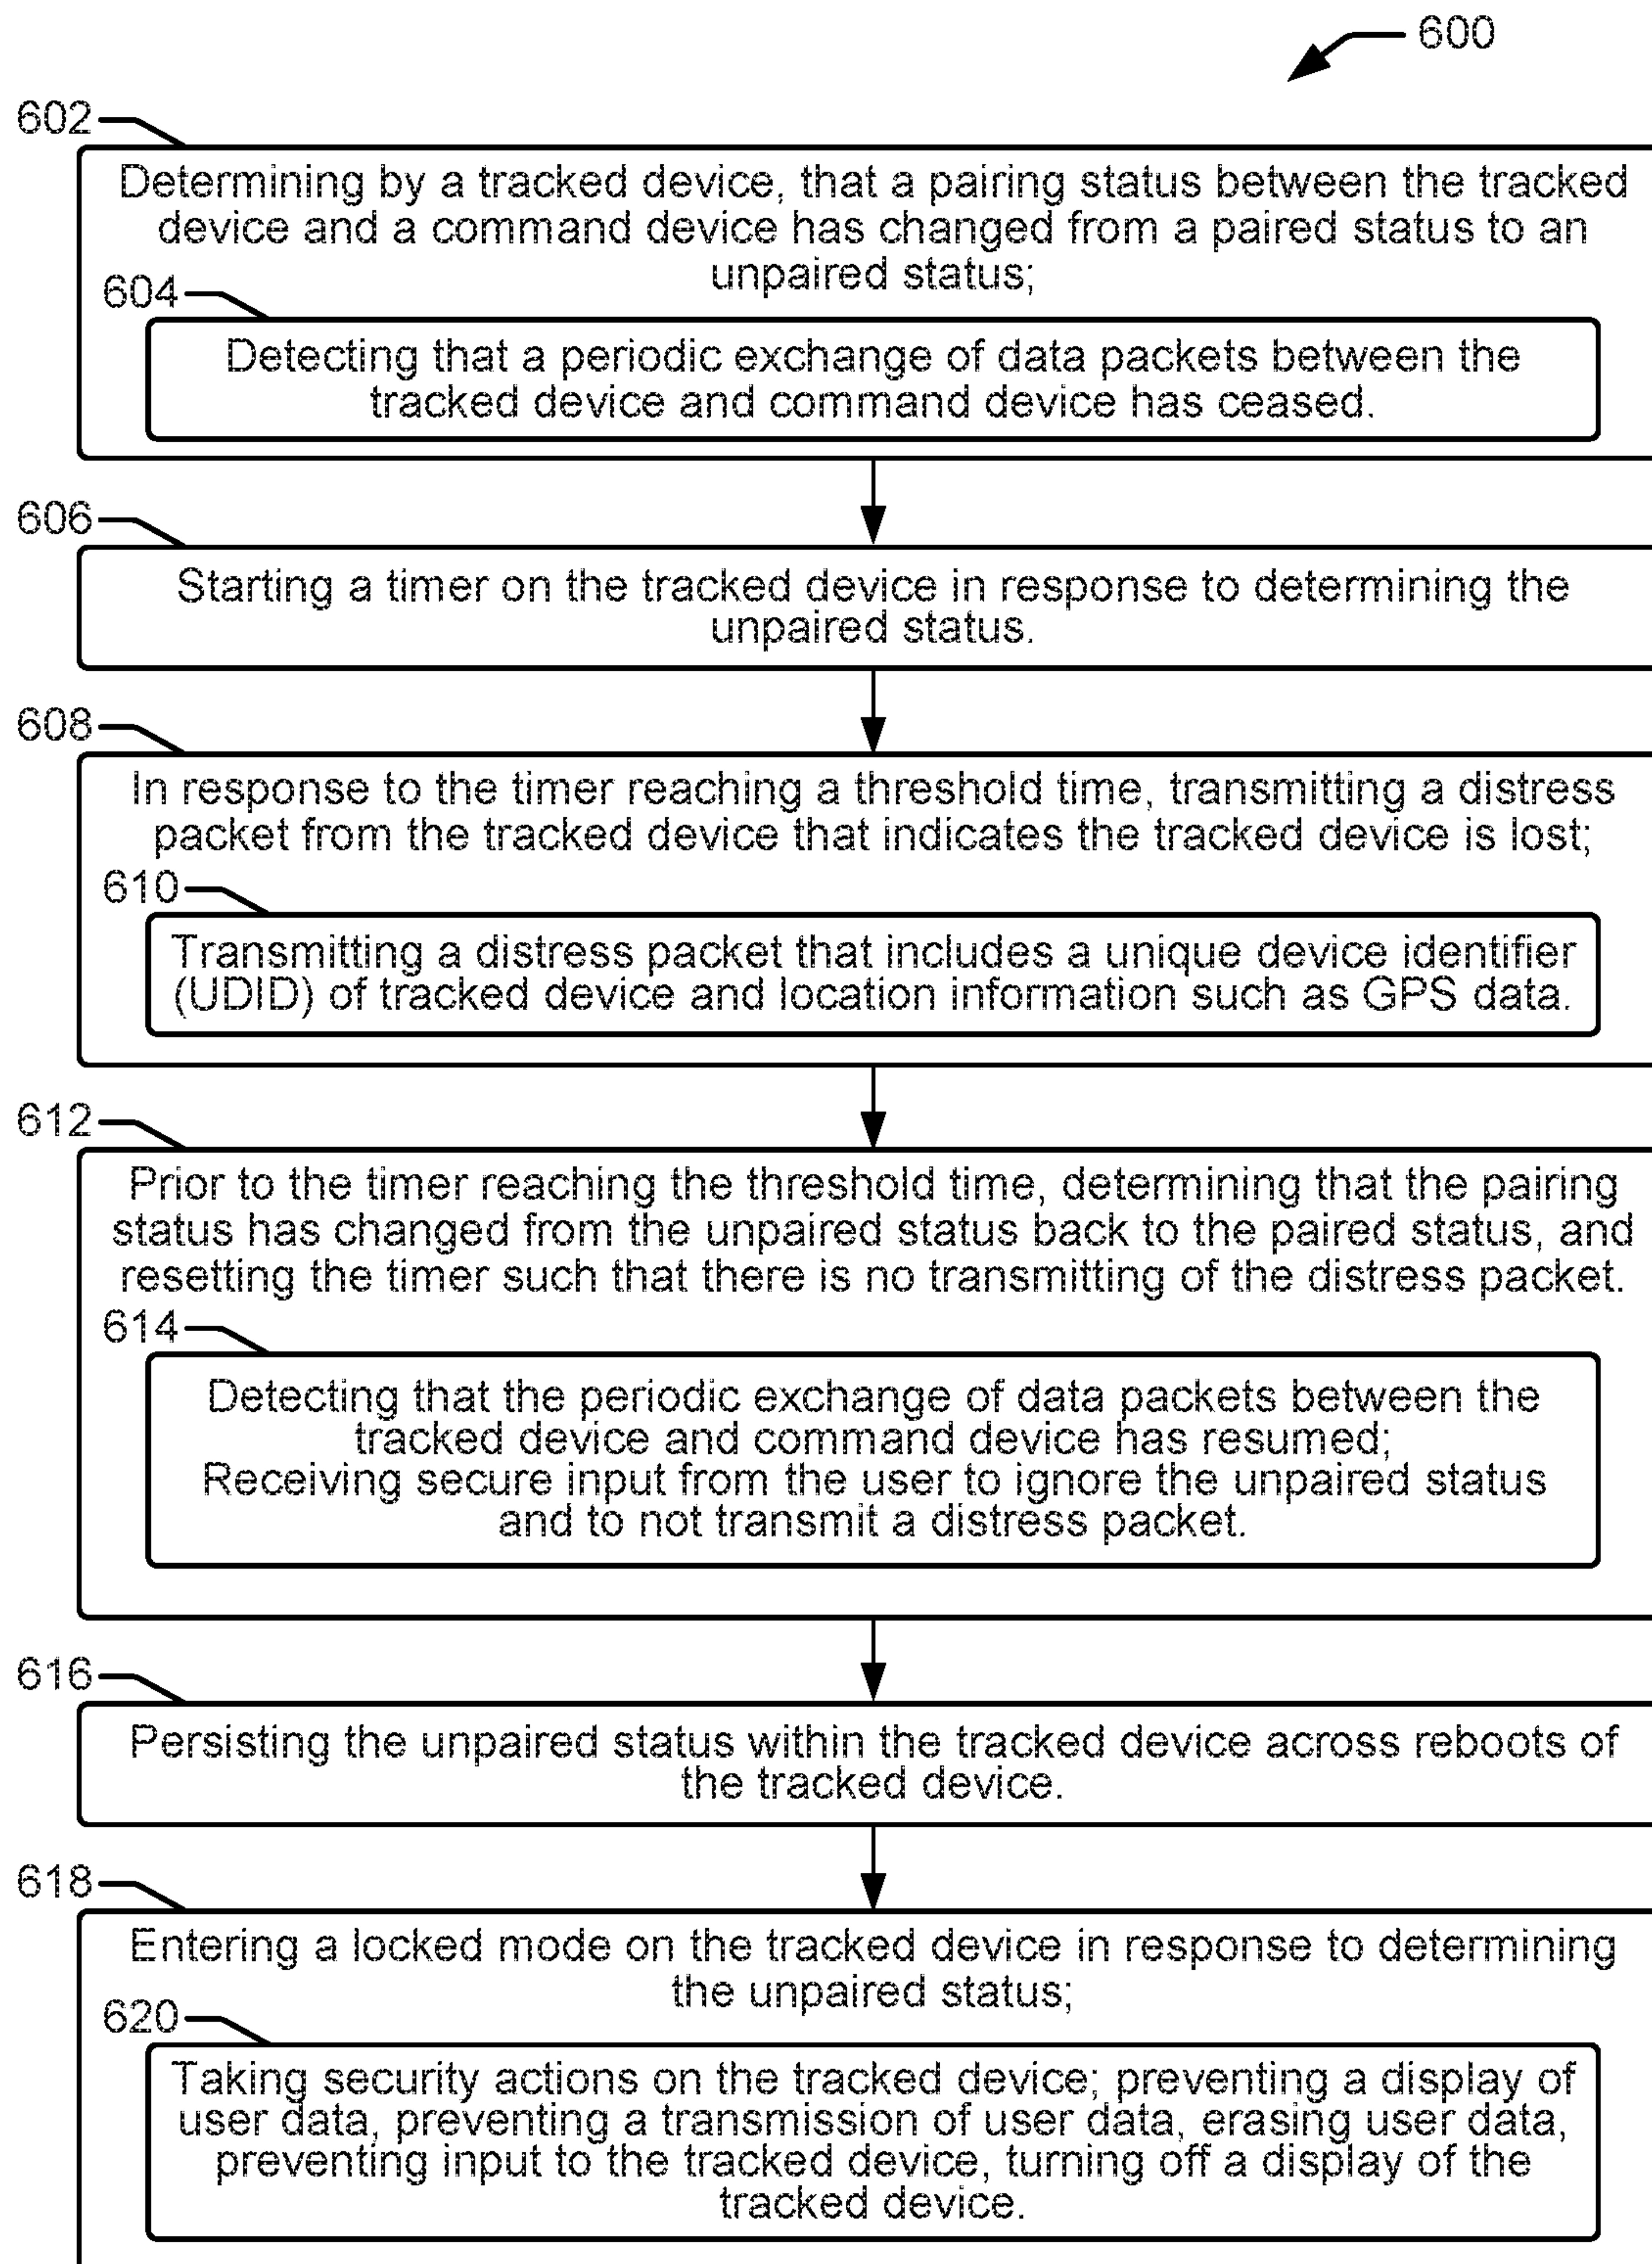 600
602
Determining by a tracked device, that a pairing status between the tracked
device and a command device has changed from a paired status to an
unpaired status;
604
Detecting that a periodic exchange of data packets between the
tracked device and command device has ceased.
606
Starting a timer on the tracked device in response to determining the
unpaired status.
608
In response to the timer reaching a threshold time, transmitting a distress
packet from the tracked device that indicates the tracked device is lost;
610
Transmitting a distress packet that includes a unique device identifier
(UDID) of tracked device and location information such as GPS data.
612
Prior to the timer reaching the threshold time, determining that the pairing
status has changed from the unpaired status back to the paired status, and
resetting the timer such that there is no transmitting of the distress packet.
614
Detecting that the periodic exchange of data packets between the
tracked device and command device has resumed;
Receiving secure input from the user to ignore the unpaired status
and to not transmit a distress packet.
616
Persisting the unpaired status within the tracked device across reboots of
the tracked device.
618
Entering a locked mode on the tracked device in response to determining
the unpaired status;
620
Taking security actions on the tracked device; preventing a display of
user data, preventing a transmission of user data, erasing user data,
preventing input to the tracked device, turning off a display of the
tracked device.